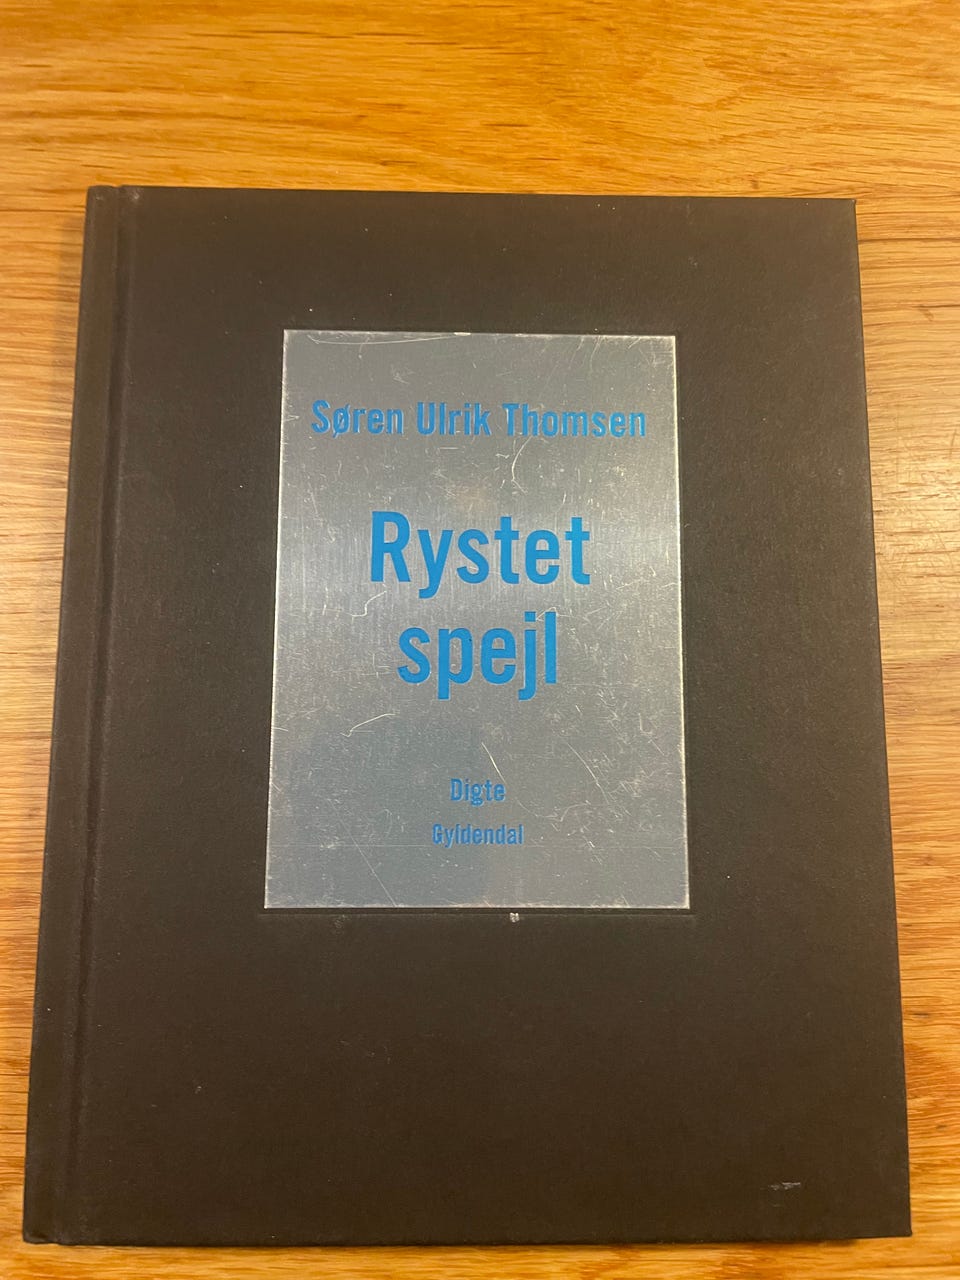 Søren Ulrik Thomsen
Rystet
spejl
Digte
Gyldendal